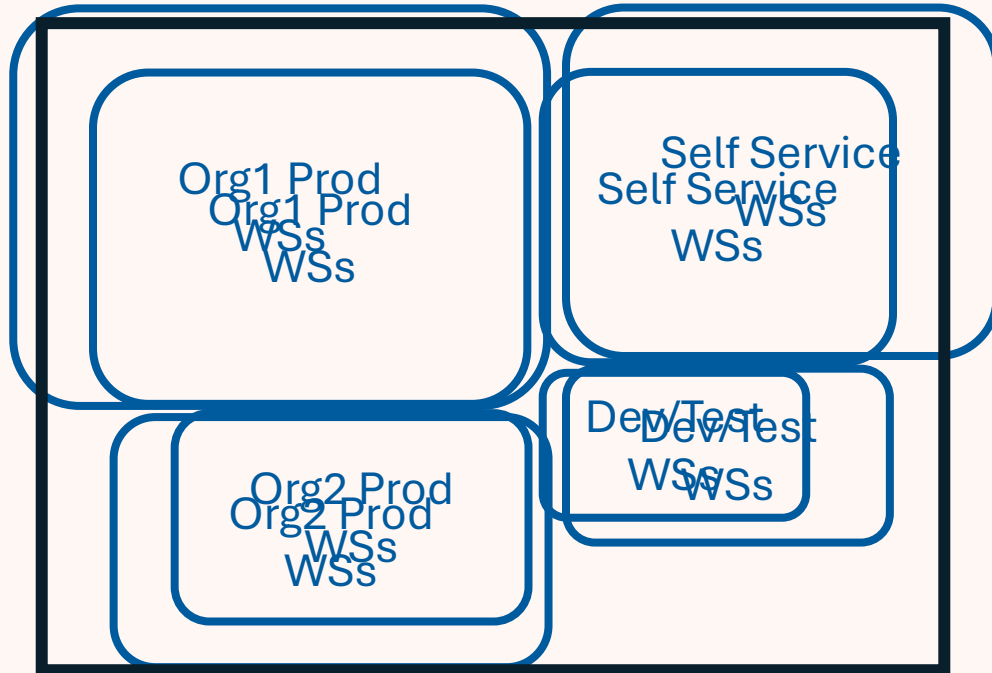 Org1 Prod
WSs
Org1 Prod
WSs
Self Service
WSs
Self Service
WSs
Dev/Test
WSs
Dev/Test
WSs
Org2 Prod
WSs
Org2 Prod
WSs